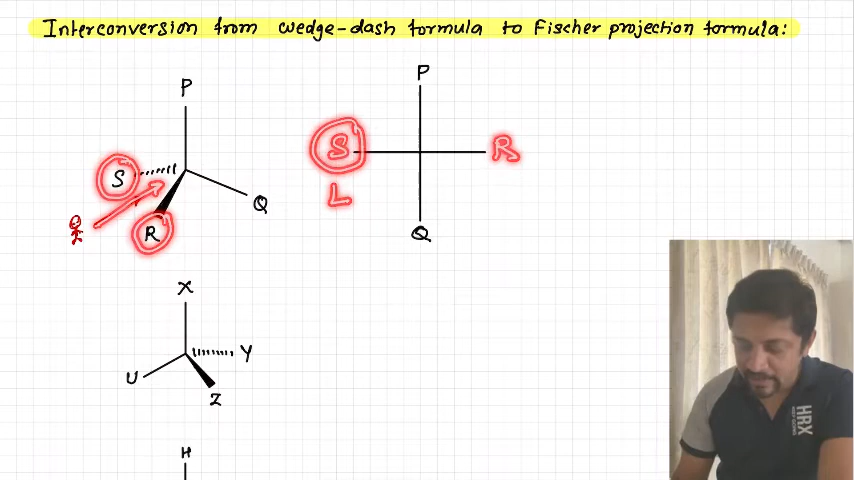 Interconversion from wedge-dash formula to Fischer projection formula:
P
S
R
Q
P
S
R
L
Q
X
Y
U
Z
H
HRX